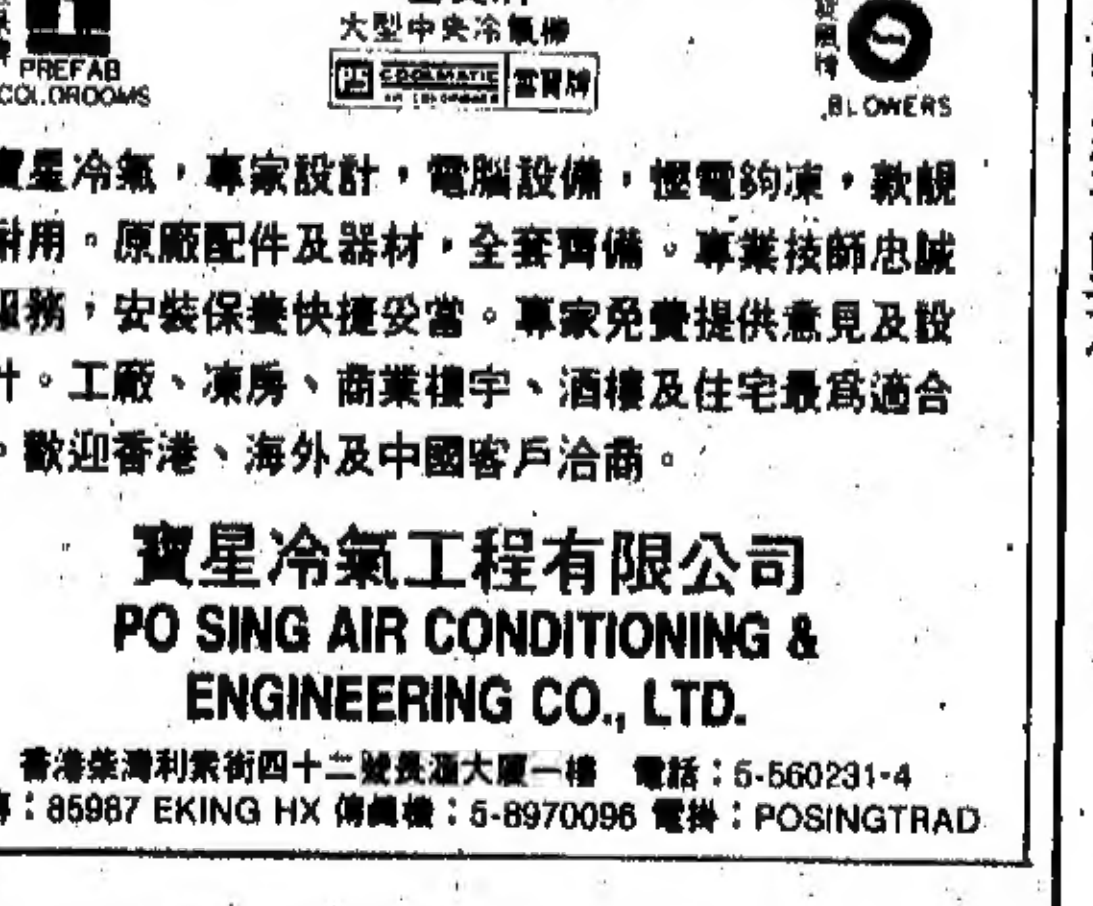 大型中央冷氣機
PREFAB
COLDROOMS
BLOWERS
寶星冷氣，專家設計，電腦設備，慳電夠凍，款靚
耐用。原廠配件及器材，全套齊備。專業技師忠誠
服務，安裝保養快捷妥當。專家免費提供意見及設
計。工廠、凍房、商業樓宇、酒樓及住宅最爲適合
。歡迎香港、海外及中國客戶洽商。
寶星冷氣工程有限公司
PO SING AIR CONDITIONING &
ENGINEERING CO., LTD.
香港柴灣利衆街四十二號長滙大廈一樓 電話：5-560231-4
：85987 EKING HX 傳真機：5-8970096 電掛：POSINGTRAD